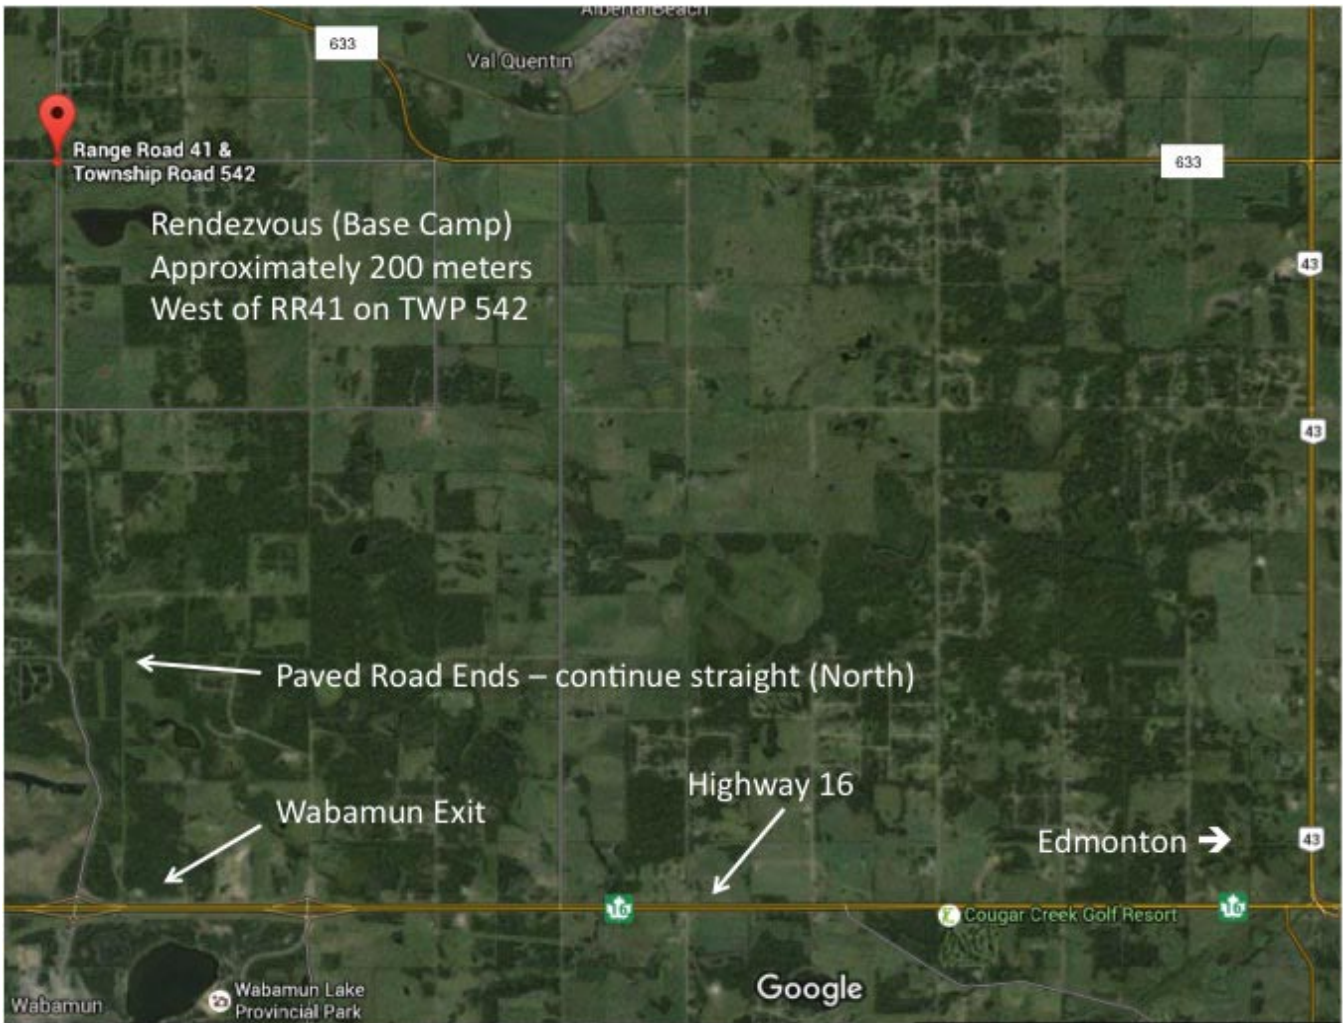 Alberta Beach
633
Val Quentin
Range Road 41 &
Township Road 542
633
Rendezvous (Base Camp)
Approximately 200 meters
West of RR41 on TWP 542
43
43
Paved Road Ends – continue straight (North)
Highway 16
Wabamun Exit
Edmonton ➔
43
16
16
Cougar Creek Golf Resort
Wabamun Lake
Provincial Park
Google
Wabamun